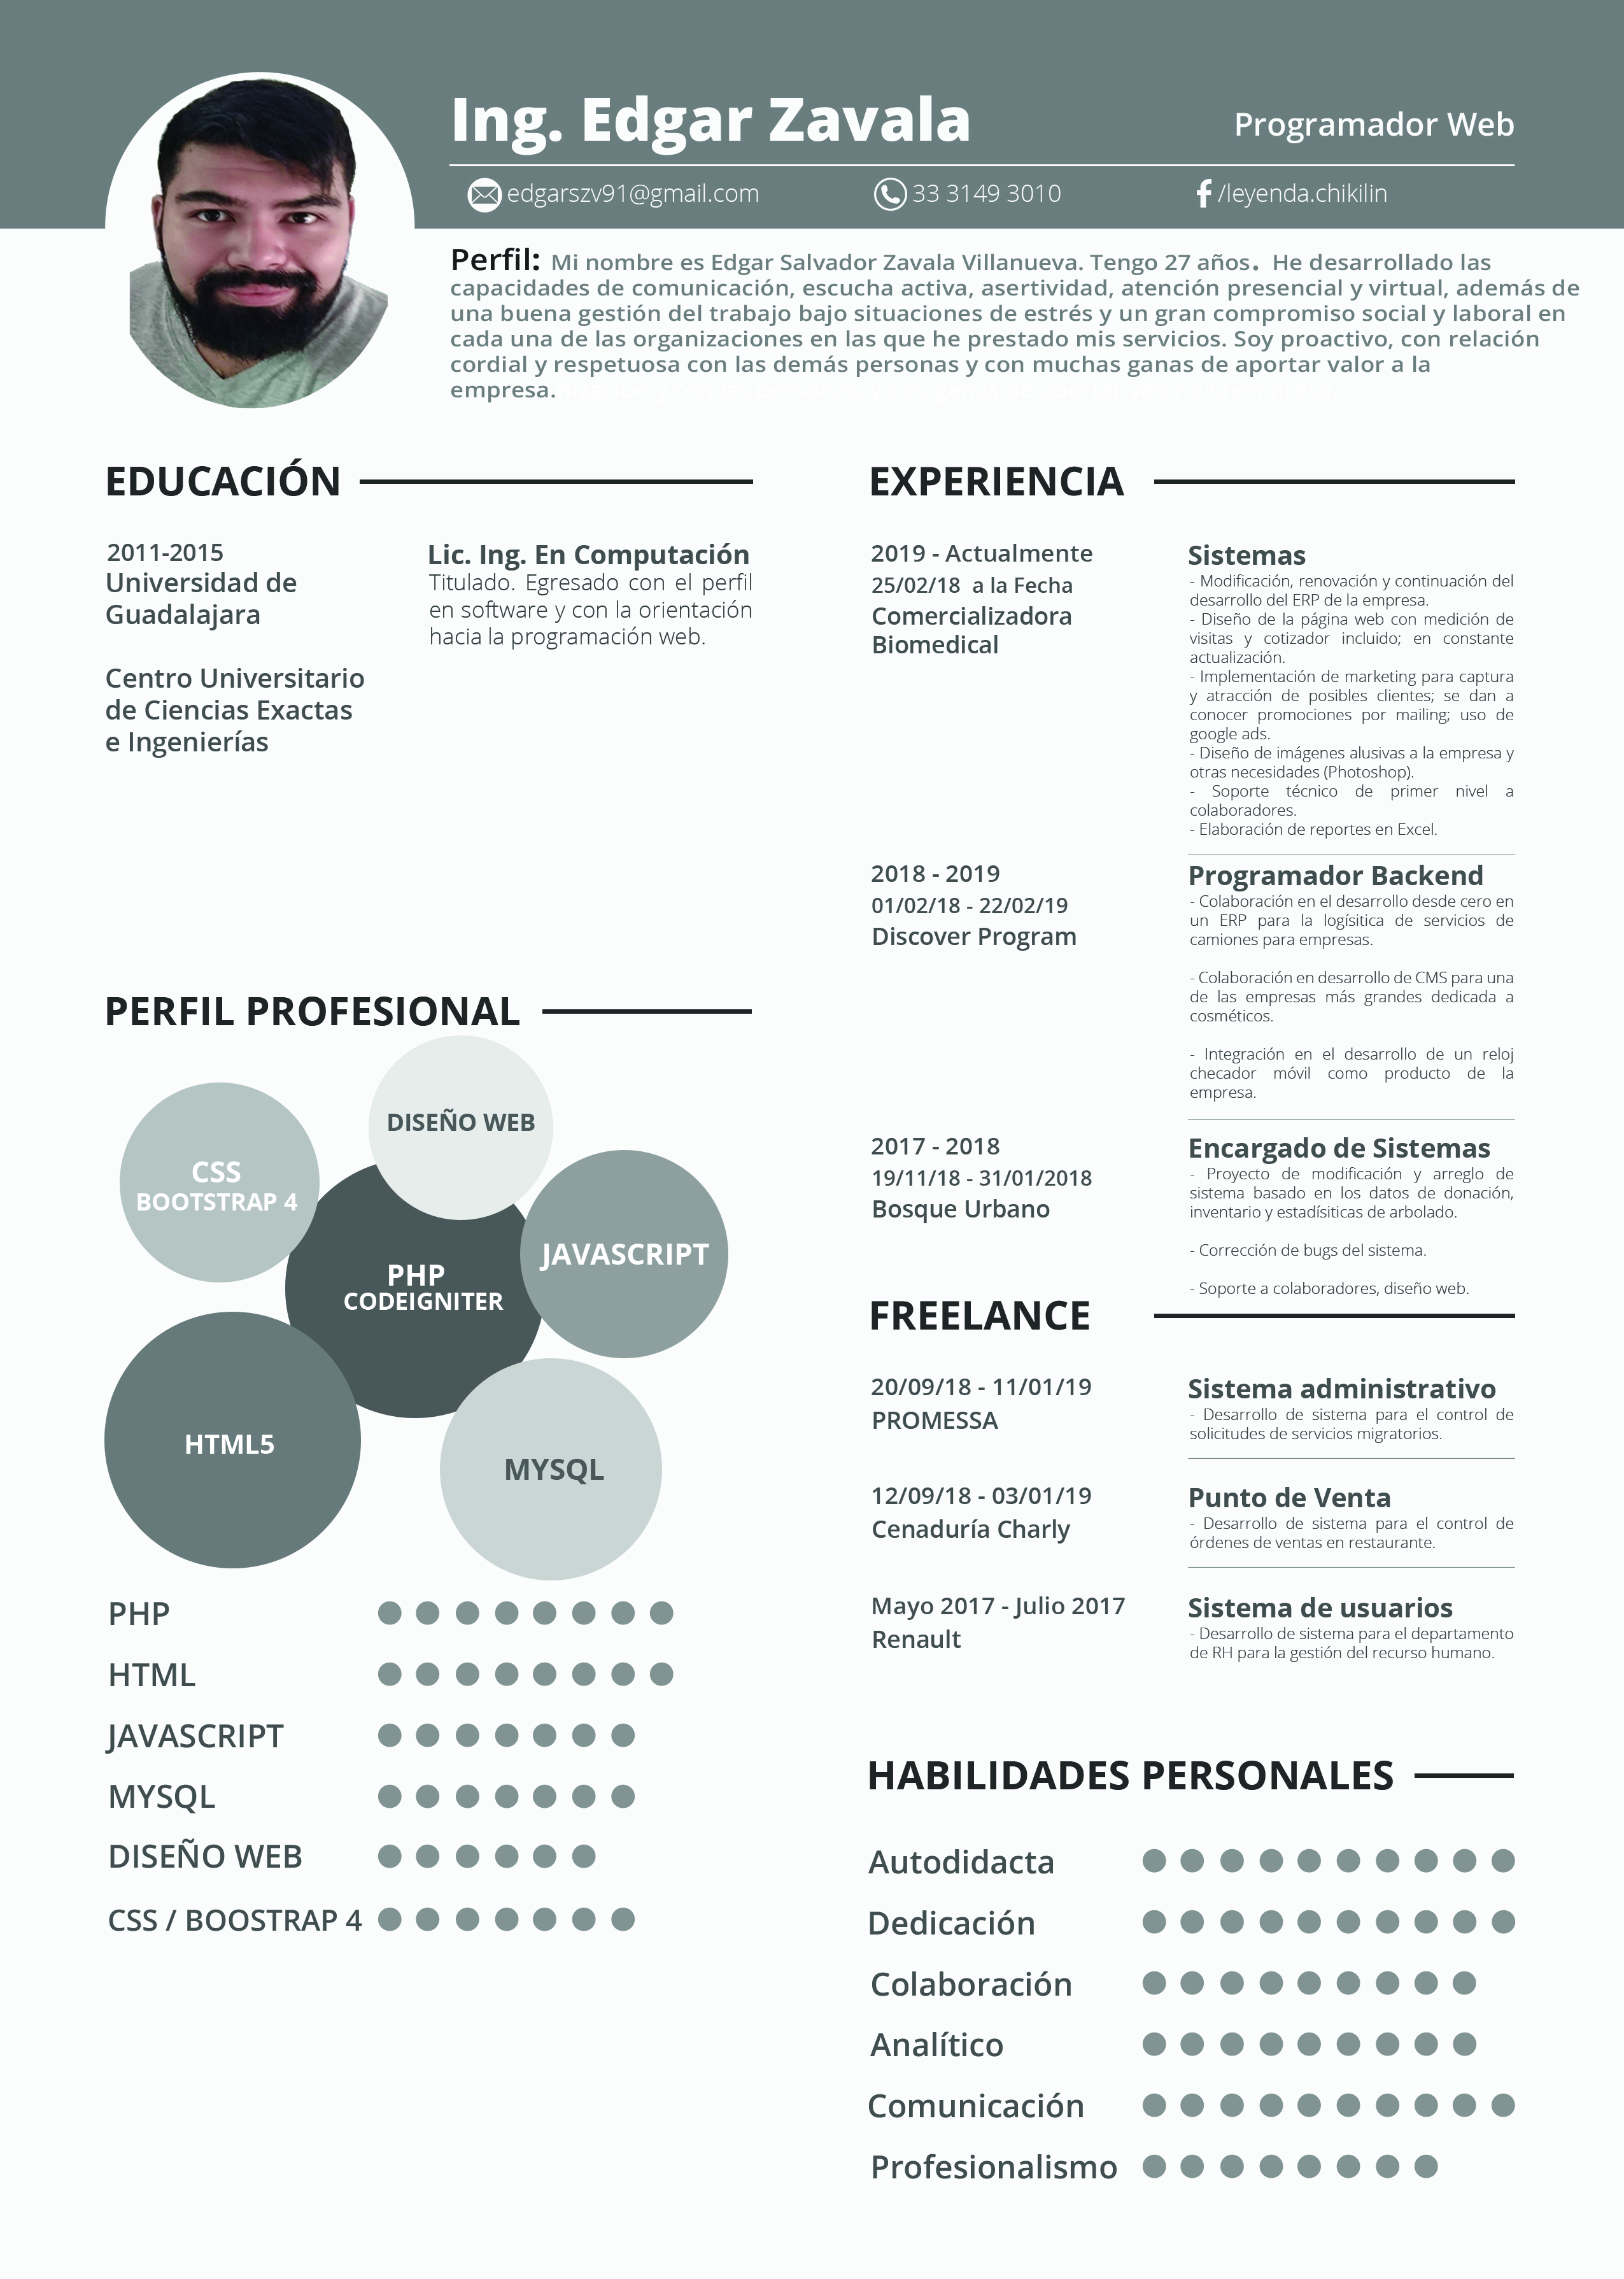 Ing. Edgar Zavala
Programador Web
edgarszv91@gmail.com
33 3149 3010
/leyenda.chikilin
Perfil: Mi nombre es Edgar Salvador Zavala Villanueva. Tengo 27 años. He desarrollado las
capacidades de comunicación, escucha activa, asertividad, atención presencial y virtual, además de
una buena gestión del trabajo bajo situaciones de estrés y un gran compromiso social y laboral en
cada una de las organizaciones en las que he prestado mis servicios. Soy proactivo, con relación
cordial y respetuosa con las demás personas y con muchas ganas de aportar valor a la
empresa.
EDUCACIÓN
2011-2015
Universidad de
Guadalajara
Centro Universitario
de Ciencias Exactas
e Ingenierías
Lic. Ing. En Computación
Titulado. Egresado con el perfil
en software y con la orientación
hacia la programación web.
PERFIL PROFESIONAL
DISEÑO WEB
CSS
BOOTSTRAP 4
JAVASCRIPT
PHP
CODEIGNITER
HTML5
MYSQL
PHP
HTML
JAVASCRIPT
MYSQL
DISEÑO WEB
CSS / BOOSTRAP 4
EXPERIENCIA
2019 - Actualmente
25/02/18 a la Fecha
Comercializadora
Biomedical
Sistemas
- Modificación, renovación y continuación del
desarrollo del ERP de la empresa.
- Diseño de la página web con medición de
visitas y cotizador incluido; en constante
actualización.
- Implementación de marketing para captura
y atracción de posibles clientes; se dan a
conocer promociones por mailing; uso de
google ads.
- Diseño de imágenes alusivas a la empresa y
otras necesidades (Photoshop).
- Soporte técnico de primer nivel a
colaboradores.
- Elaboración de reportes en Excel.
2018 - 2019
01/02/18 - 22/02/19
Discover Program
Programador Backend
- Colaboración en el desarrollo desde cero en
un ERP para la logísitica de servicios de
camiones para empresas.
- Colaboración en desarrollo de CMS para una
de las empresas más grandes dedicada a
cosméticos.
- Integración en el desarrollo de un reloj
checador móvil como producto de la
empresa.
2017 - 2018
19/11/18 - 31/01/2018
Bosque Urbano
Encargado de Sistemas
- Proyecto de modificación y arreglo de
sistema basado en los datos de donación,
inventario y estadísiticas de arbolado.
- Corrección de bugs del sistema.
- Soporte a colaboradores, diseño web.
FREELANCE
20/09/18 - 11/01/19
PROMESSA
Sistema administrativo
- Desarrollo de sistema para el control de
solicitudes de servicios migratorios.
12/09/18 - 03/01/19
Cenaduría Charly
Punto de Venta
- Desarrollo de sistema para el control de
órdenes de ventas en restaurante.
Mayo 2017 - Julio 2017
Renault
Sistema de usuarios
- Desarrollo de sistema para el departamento
de RH para la gestión del recurso humano.
HABILIDADES PERSONALES
Autodidacta
Dedicación
Colaboración
Analítico
Comunicación
Profesionalismo